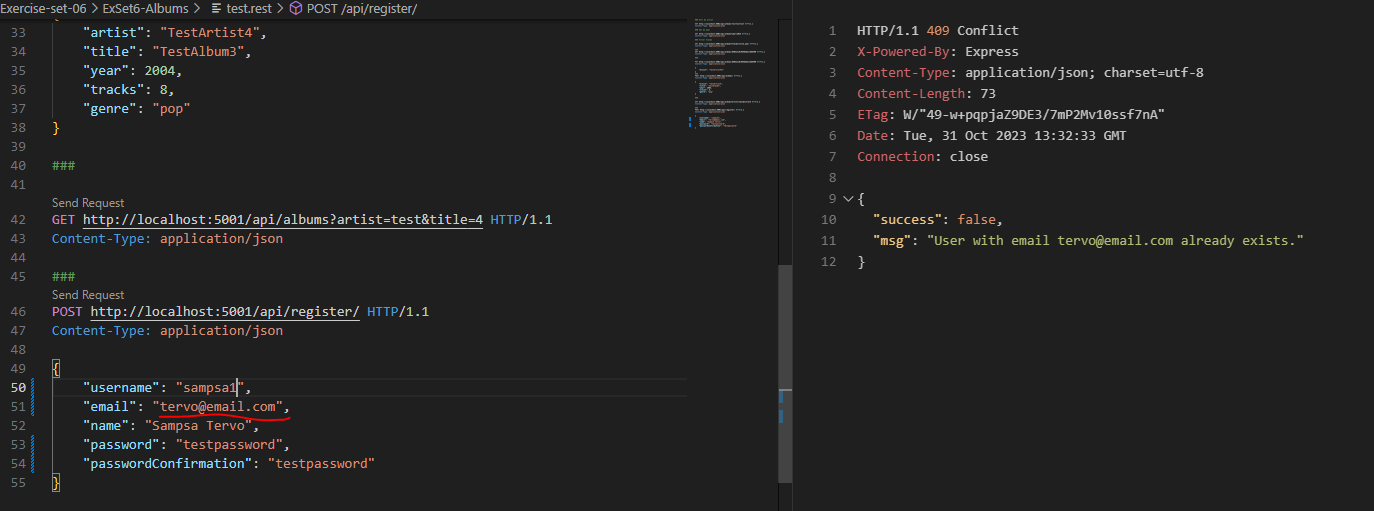 Exercise-set-06 > ExSet6-Albums > test.rest > POST /api/register/
33 "artist": "TestArtist4",
34 "title": "TestAlbum3",
35 "year": 2004,
36 "tracks": 8,
37 "genre": "pop"
38 }
39
40 ###
41
Send Request
42 GET http://localhost:5001/api/albums?artist=test&title=4 HTTP/1.1
43 Content-Type: application/json
44
45 ###
Send Request
46 POST http://localhost:5001/api/register/ HTTP/1.1
47 Content-Type: application/json
48
49 {
50 "username": "sampsa1",
51 "email": "tervo@email.com",
52 "name": "Sampsa Tervo",
53 "password": "testpassword",
54 "passwordConfirmation": "testpassword"
55 }
1 HTTP/1.1 409 Conflict
2 X-Powered-By: Express
3 Content-Type: application/json; charset=utf-8
4 Content-Length: 73
5 ETag: W/"49-w+pqpjaZ9DE3/7mP2Mv10ssf7nA"
6 Date: Tue, 31 Oct 2023 13:32:33 GMT
7 Connection: close
8
9 {
10 "success": false,
11 "msg": "User with email tervo@email.com already exists."
12 }